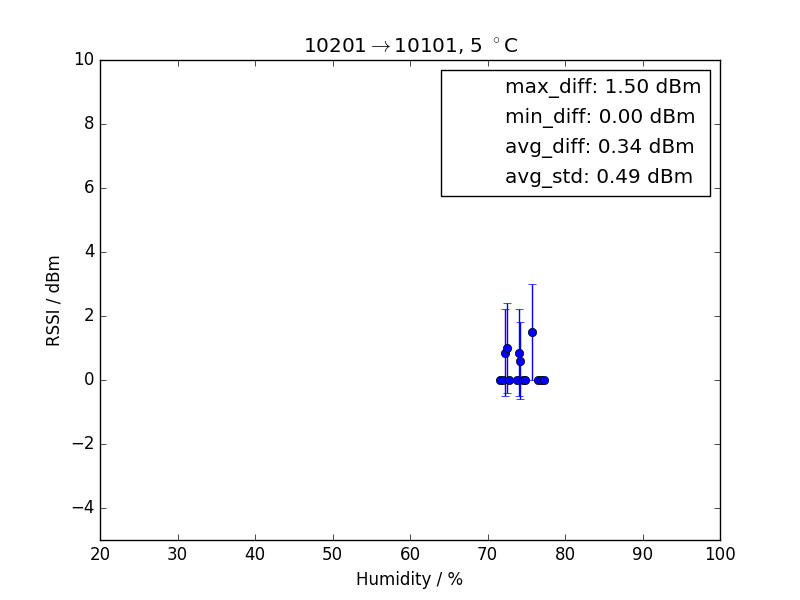 10201→10101, 5 °C
max_diff: 1.50 dBm
min_diff: 0.00 dBm
avg_diff: 0.34 dBm
avg_std: 0.49 dBm
10
8
6
4
2
0
−2
−4
RSSI / dBm
20 30 40 50 60 70 80 90 100
Humidity / %